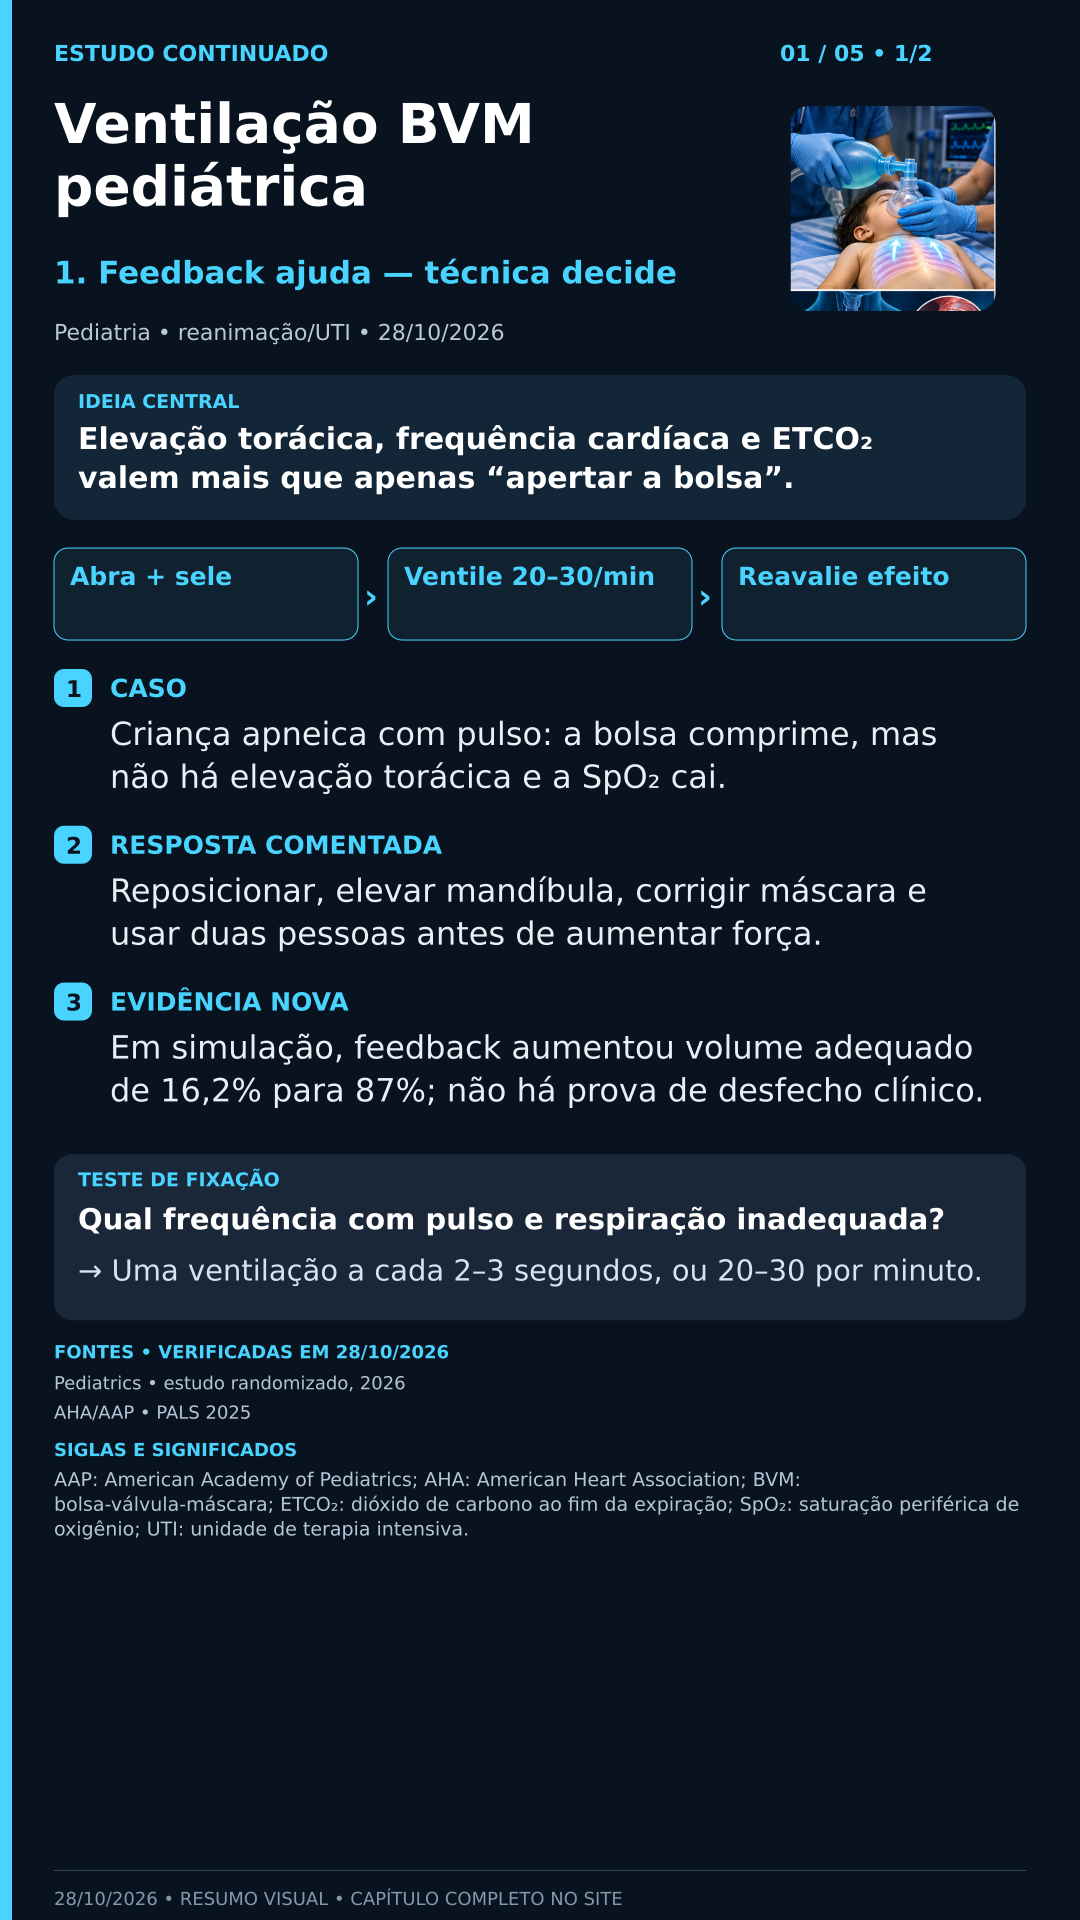 ESTUDO CONTINUADO
01 / 05 • 1/2
Ventilação BVM
pediátrica
1. Feedback ajuda — técnica decide
Pediatria • reanimação/UTI • 28/10/2026
IDEIA CENTRAL
Elevação torácica, frequência cardíaca e ETCO₂
valem mais que apenas “apertar a bolsa”.
Abra + sele
›
Ventile 20–30/min
›
Reavalie efeito
1 CASO
Criança apneica com pulso: a bolsa comprime, mas
não há elevação torácica e a SpO₂ cai.
2 RESPOSTA COMENTADA
Reposicionar, elevar mandíbula, corrigir máscara e
usar duas pessoas antes de aumentar força.
3 EVIDÊNCIA NOVA
Em simulação, feedback aumentou volume adequado
de 16,2% para 87%; não há prova de desfecho clínico.
TESTE DE FIXAÇÃO
Qual frequência com pulso e respiração inadequada?
→ Uma ventilação a cada 2–3 segundos, ou 20–30 por minuto.
FONTES • VERIFICADAS EM 28/10/2026
Pediatrics • estudo randomizado, 2026
AHA/AAP • PALS 2025
SIGLAS E SIGNIFICADOS
AAP: American Academy of Pediatrics; AHA: American Heart Association; BVM:
bolsa-válvula-máscara; ETCO₂: dióxido de carbono ao fim da expiração; SpO₂: saturação periférica de
oxigênio; UTI: unidade de terapia intensiva.
28/10/2026 • RESUMO VISUAL • CAPÍTULO COMPLETO NO SITE